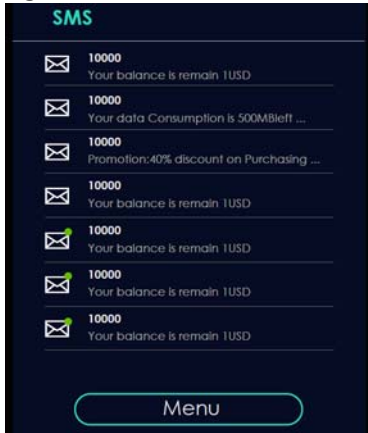 SMS
10000
Your balance is remain 1USD
10000
Your data Consumption is 500MBleft ...
10000
Promotion:40% discount on Purchasing ...
10000
Your balance is remain 1USD
10000
Your balance is remain 1USD
10000
Your balance is remain 1USD
10000
Your balance is remain 1USD
Menu